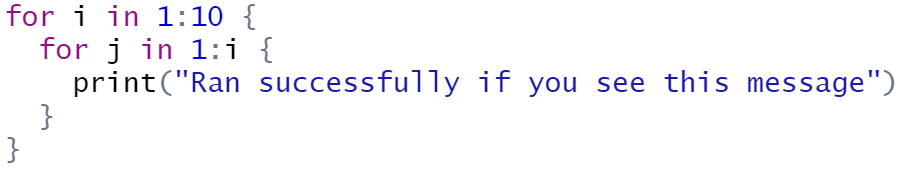 for i in 1:10 {
  for j in 1:i {
    print("Ran successfully if you see this message")
  }
}